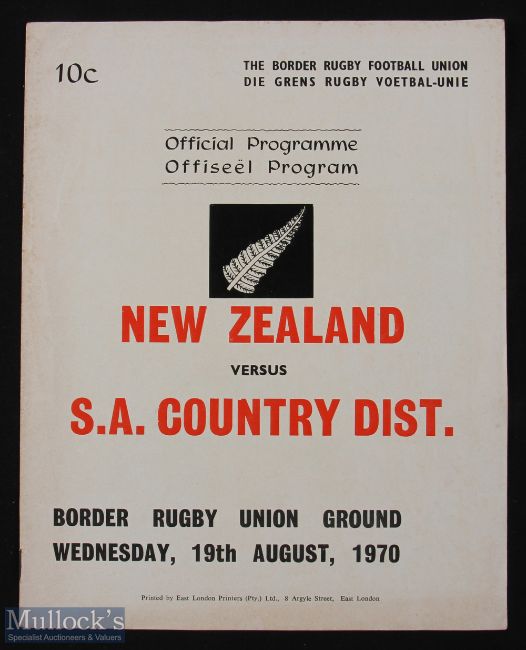 10c
THE BORDER RUGBY FOOTBALL UNION
DIE GRENS RUGBY VOETBAL-UNIE
Official Programme
Offiseël Program
NEW ZEALAND
VERSUS
S.A. COUNTRY DIST.
BORDER RUGBY UNION GROUND
WEDNESDAY, 19th AUGUST, 1970
Printed by East London Printers (Pty.) Ltd., 8 Argyle Street, East London
Mullock's
Specialist Auctioneers & Valuers